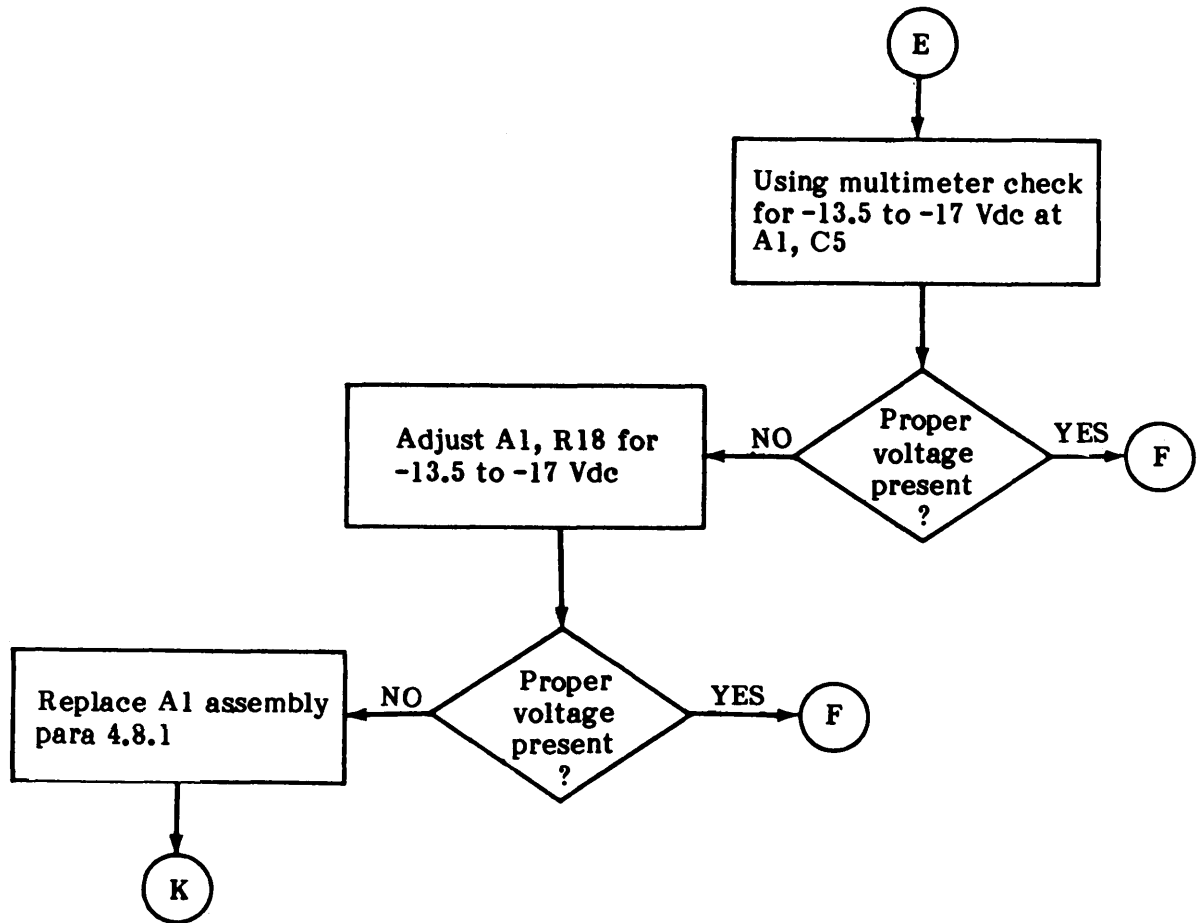 E
Using multimeter check
for -13.5 to -17 Vdc at
A1, C5
Proper
voltage
present
?
YES
F
NO
Adjust A1, R18 for
-13.5 to -17 Vdc
Proper
voltage
present
?
YES
F
NO
Replace A1 assembly
para 4.8.1
K